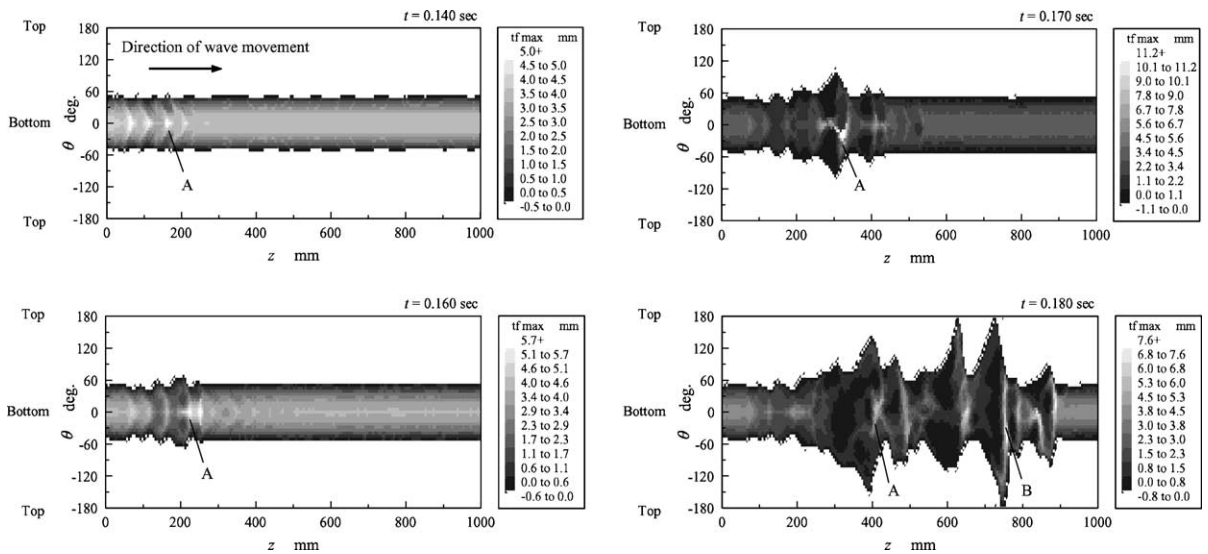 Top
t = 0.140 sec
180
120
60
0
-60
-120
-180
Bottom
θ deg.
Top
Direction of wave movement
A
0 200 400 600 800 1000
z mm
tf max mm
5.0+
4.5 to 5.0
4.0 to 4.5
3.5 to 4.0
3.0 to 3.5
2.5 to 3.0
2.0 to 2.5
1.5 to 2.0
1.0 to 1.5
0.5 to 1.0
0.0 to 0.5
-0.5 to 0.0
Top
t = 0.170 sec
180
120
60
0
-60
-120
-180
Bottom
θ deg.
Top
A
0 200 400 600 800 1000
z mm
tf max mm
11.2+
10.1 to 11.2
9.0 to 10.1
7.8 to 9.0
6.7 to 7.8
5.6 to 6.7
4.5 to 5.6
3.4 to 4.5
2.2 to 3.4
1.1 to 2.2
0.0 to 1.1
-1.1 to 0.0
Top
t = 0.160 sec
180
120
60
0
-60
-120
-180
Bottom
θ deg.
Top
A
0 200 400 600 800 1000
z mm
tf max mm
5.7+
5.1 to 5.7
4.6 to 5.1
4.0 to 4.6
3.4 to 4.0
2.9 to 3.4
2.3 to 2.9
1.7 to 2.3
1.1 to 1.7
0.6 to 1.1
0.0 to 0.6
-0.6 to 0.0
Top
t = 0.180 sec
180
120
60
0
-60
-120
-180
Bottom
θ deg.
Top
A
B
0 200 400 600 800 1000
z mm
tf max mm
7.6+
6.8 to 7.6
6.0 to 6.8
5.3 to 6.0
4.5 to 5.3
3.8 to 4.5
3.0 to 3.8
2.3 to 3.0
1.5 to 2.3
0.8 to 1.5
0.0 to 0.8
-0.8 to 0.0